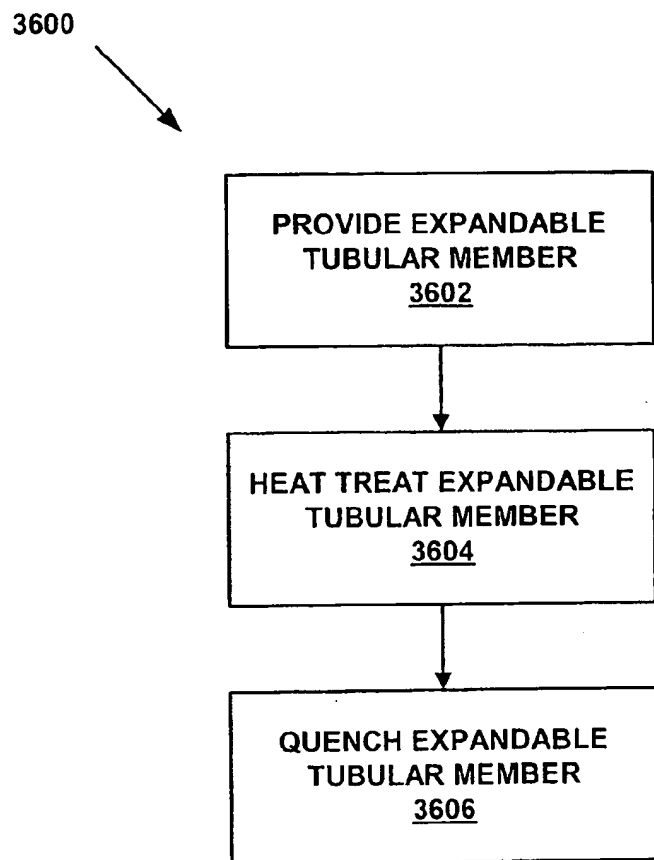 3600
PROVIDE EXPANDABLE
TUBULAR MEMBER
3602
HEAT TREAT EXPANDABLE
TUBULAR MEMBER
3604
QUENCH EXPANDABLE
TUBULAR MEMBER
3606